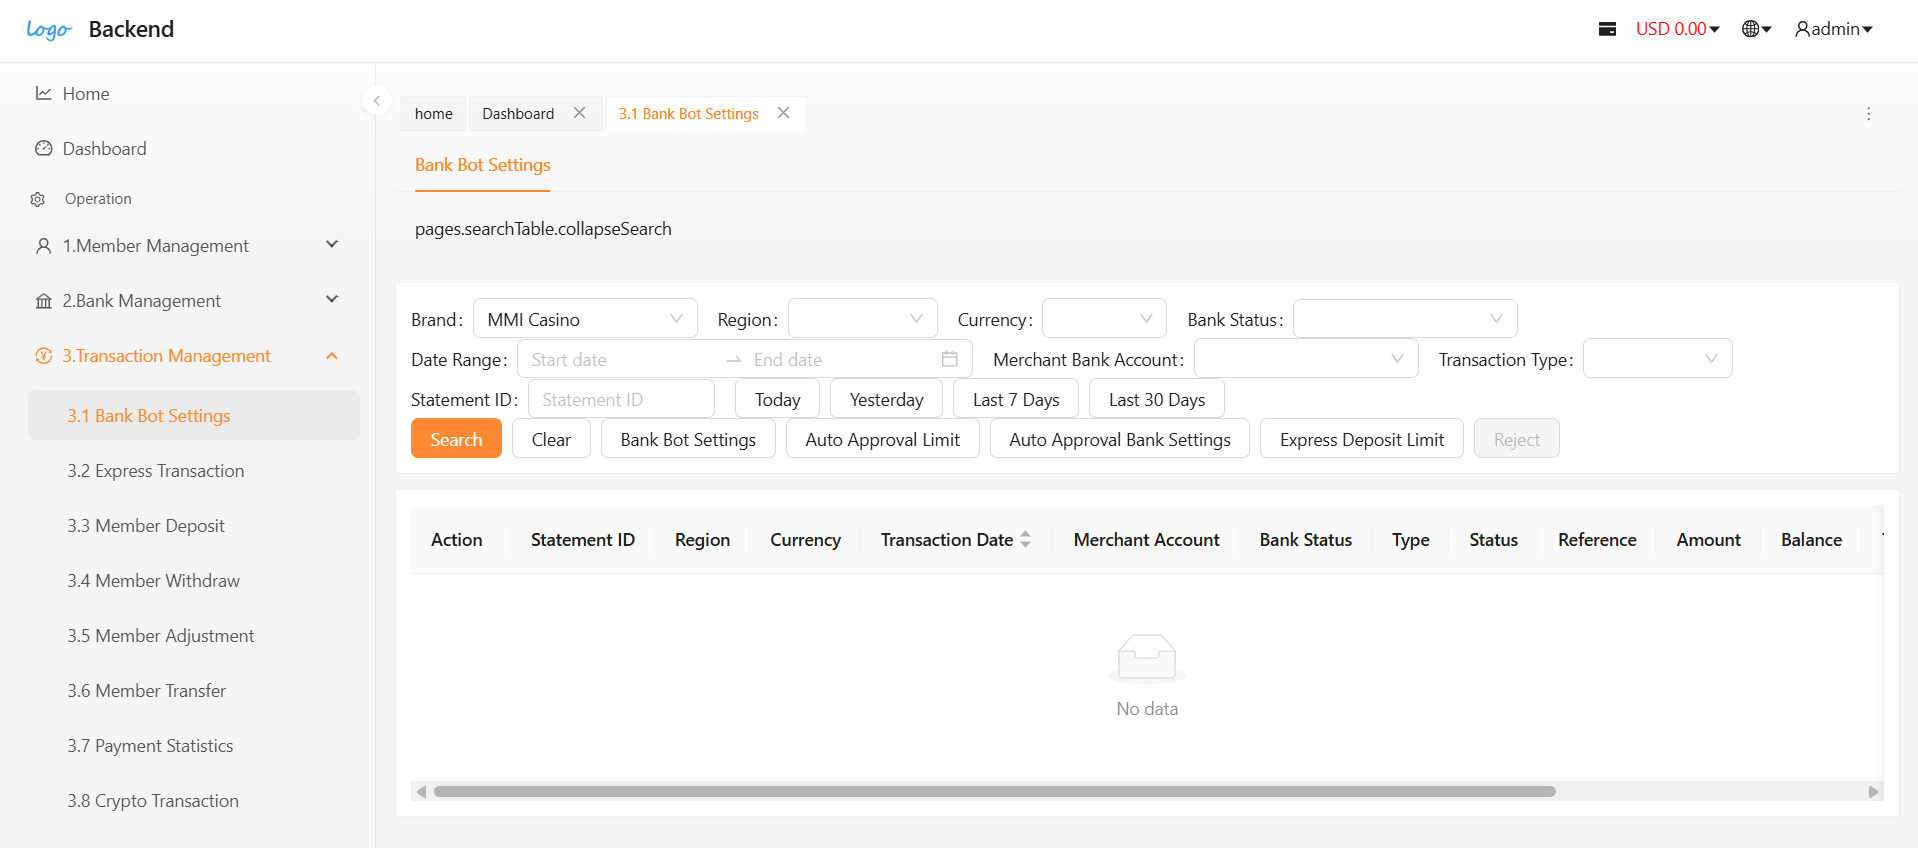 logo Backend USD 0.00 admin
Home
Dashboard
Operation
1.Member Management
2.Bank Management
3.Transaction Management
3.1 Bank Bot Settings
3.2 Express Transaction
3.3 Member Deposit
3.4 Member Withdraw
3.5 Member Adjustment
3.6 Member Transfer
3.7 Payment Statistics
3.8 Crypto Transaction
home Dashboard 3.1 Bank Bot Settings
Bank Bot Settings
pages.searchTable.collapseSearch
Brand: MMI Casino Region: Currency: Bank Status:
Date Range: Start date End date Merchant Bank Account: Transaction Type:
Statement ID: Statement ID Today Yesterday Last 7 Days Last 30 Days
Search Clear Bank Bot Settings Auto Approval Limit Auto Approval Bank Settings Express Deposit Limit Reject
Action Statement ID Region Currency Transaction Date Merchant Account Bank Status Type Status Reference Amount Balance
No data